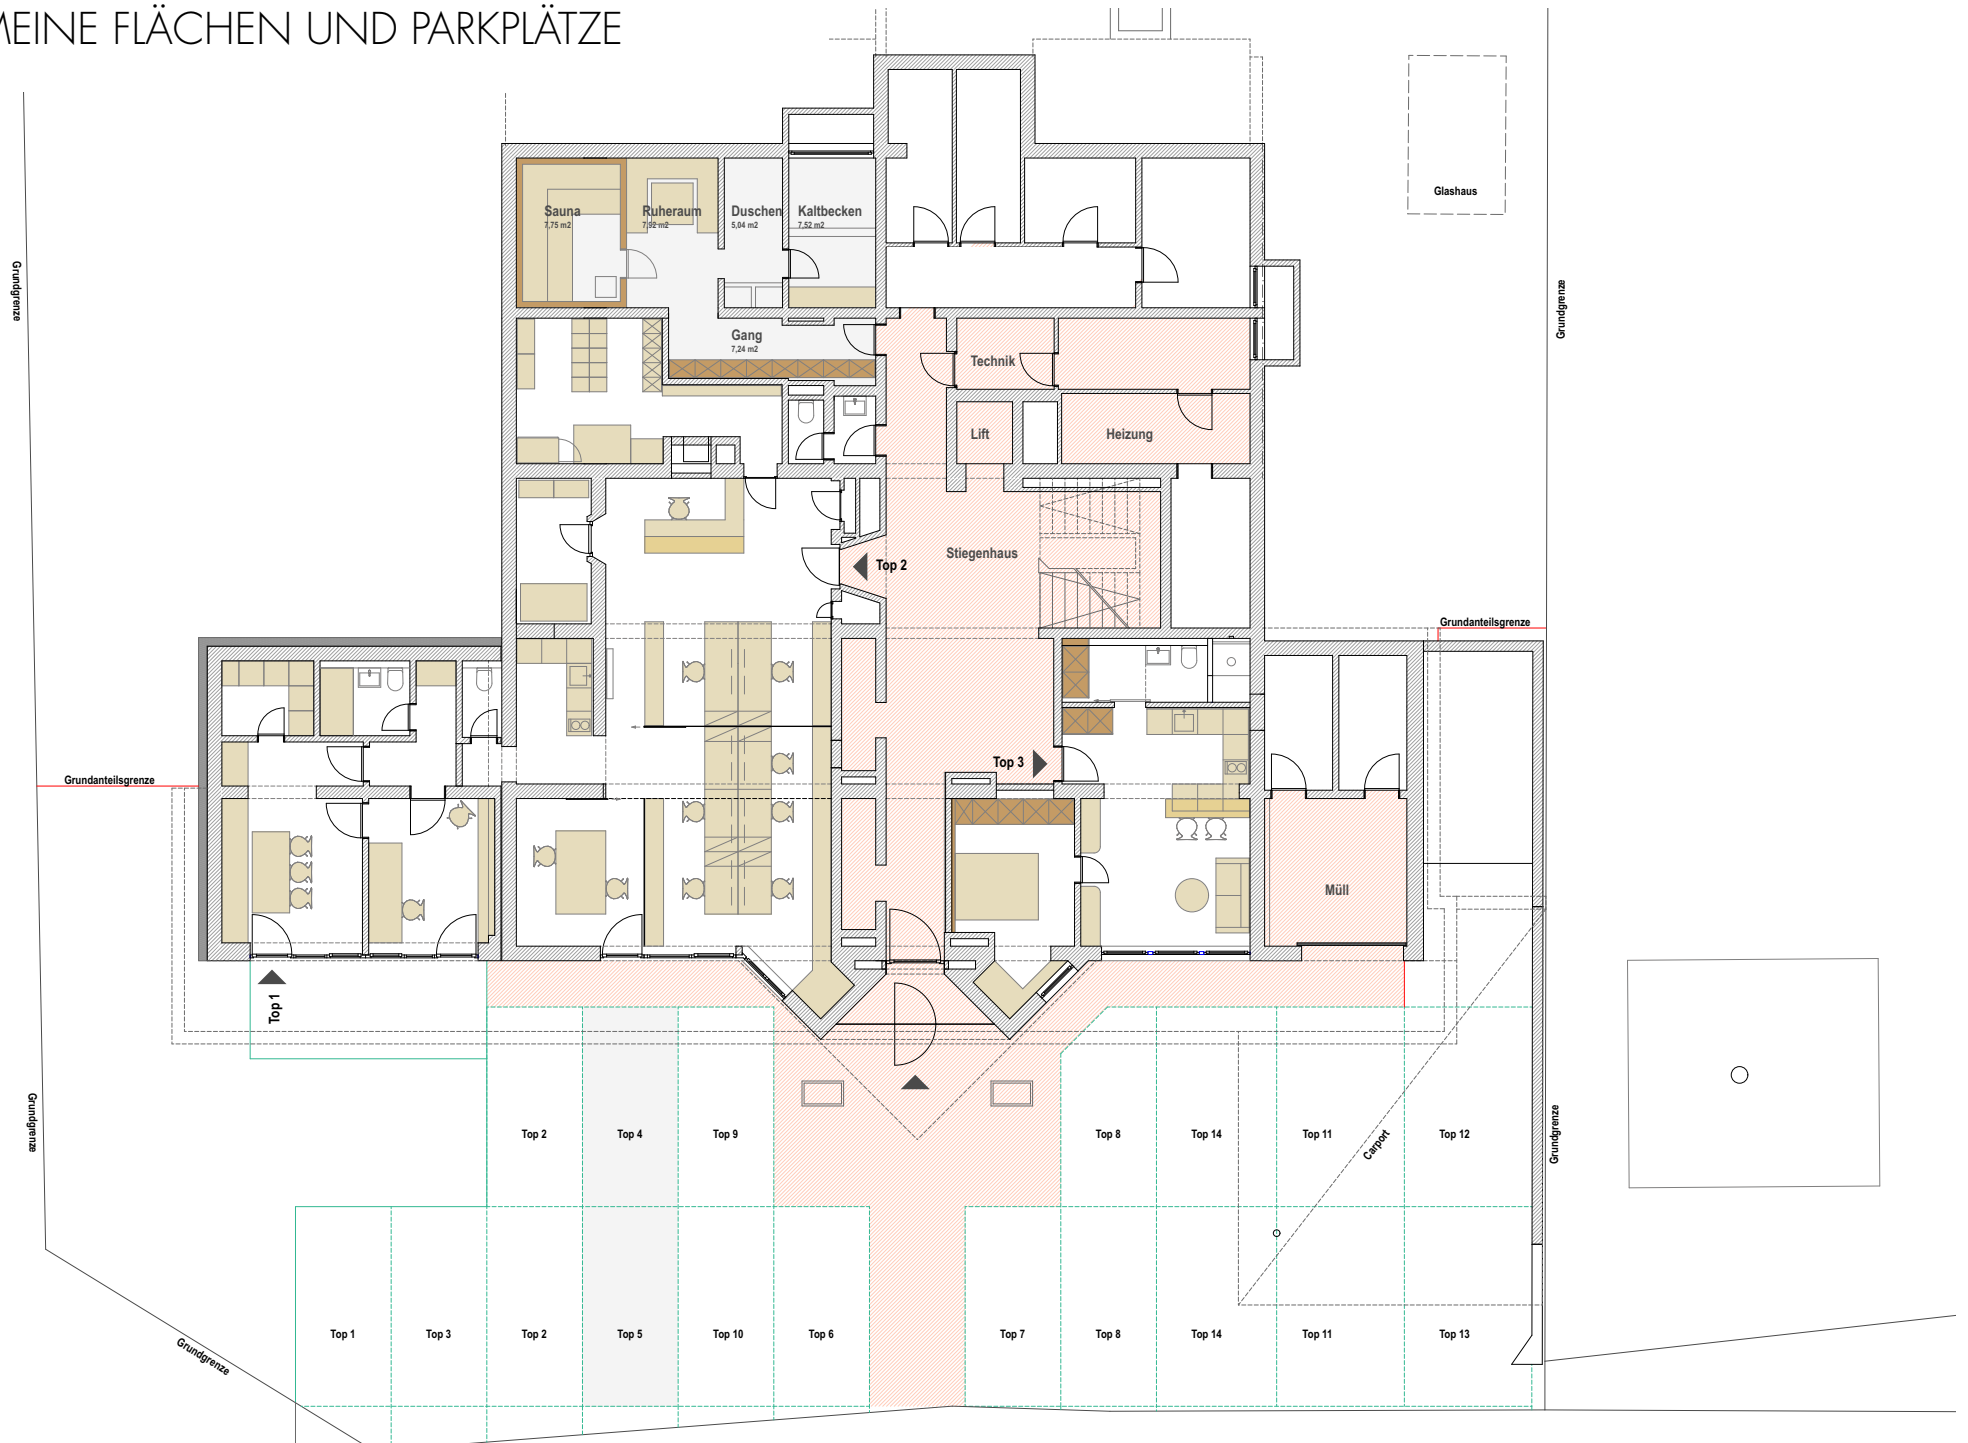 MEINE FLÄCHEN UND PARKPLÄTZE
Glashaus
Sauna
7,75 m2
Ruheraum
7,92 m2
Duschen
5,04 m2
Kaltbecken
7,52 m2
Grundgrenze
Grundgrenze
Gang
7,24 m2
Technik
Lift
Heizung
Stiegenhaus
Top 2
Grundanteilsgrenze
Top 3
Grundanteilsgrenze
Müll
Top 1
Grundgrenze
Top 2
Top 4
Top 9
Top 8
Top 14
Top 11
Carport
Top 12
Grundgrenze
Top 1
Top 3
Top 2
Top 5
Top 10
Top 6
Top 7
Top 8
Top 14
Top 11
Top 13
Grundgrenze